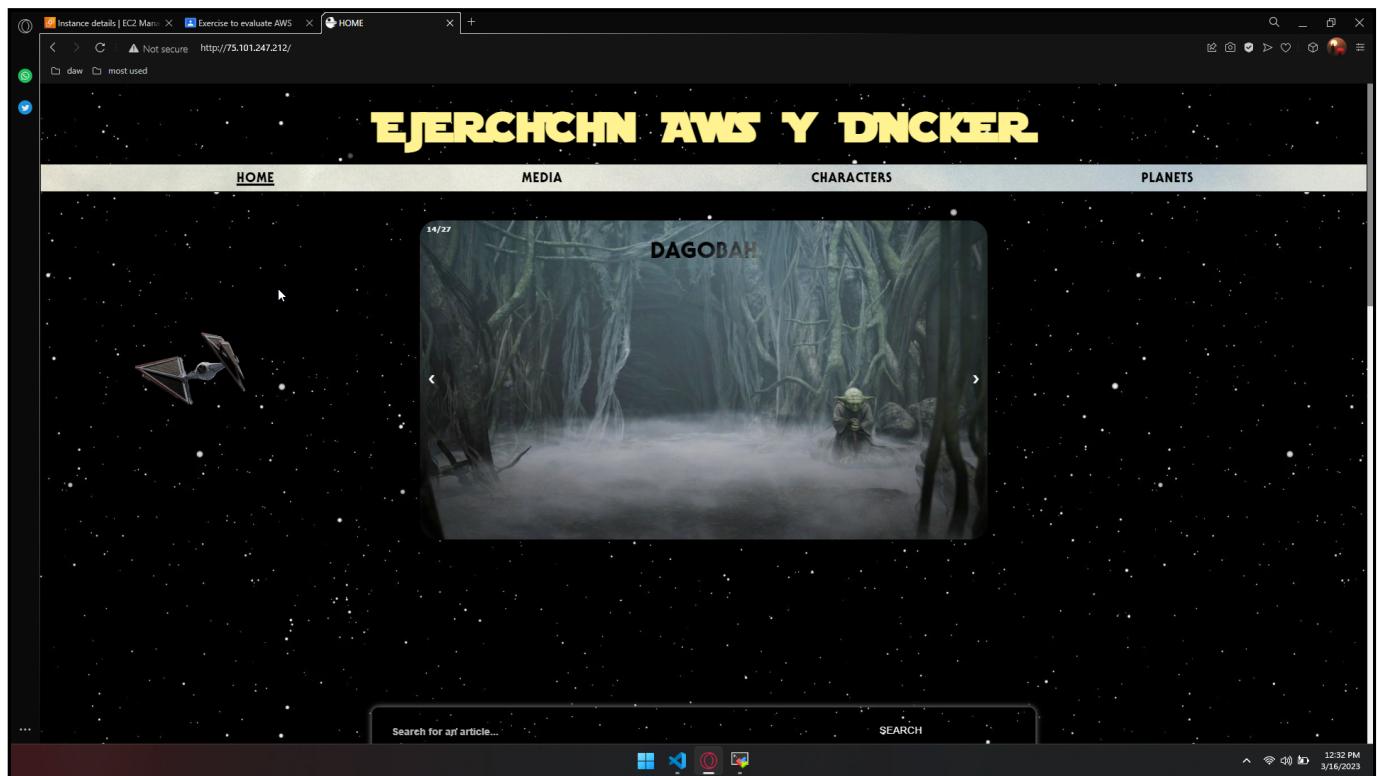 Instance details | EC2 Mana
Exercise to evaluate AWS
HOME
Not secure
http://75.101.247.212/
daw
most used
EJERCHCHN AWS Y DNCKER
HOME
MEDIA
CHARACTERS
PLANETS
14/27
DAGOBAH
Search for an article...
SEARCH
12:32 PM
3/16/2023